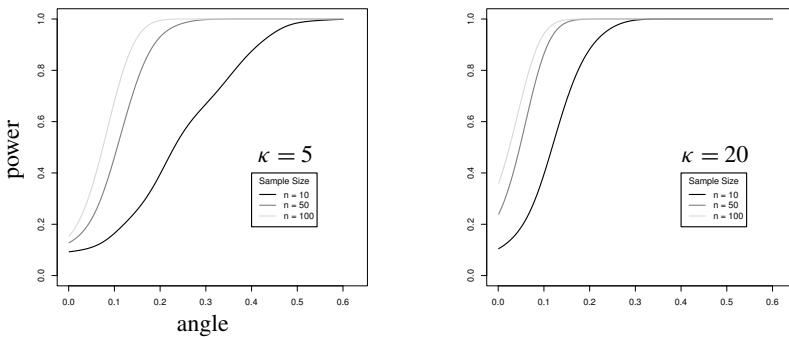 power
1.0
0.8
0.6
0.4
0.2
0.0
κ = 5
Sample Size
n = 10
n = 50
n = 100
0.0 0.1 0.2 0.3 0.4 0.5 0.6
angle
1.0
0.8
0.6
0.4
0.2
0.0
κ = 20
Sample Size
n = 10
n = 50
n = 100
0.0 0.1 0.2 0.3 0.4 0.5 0.6